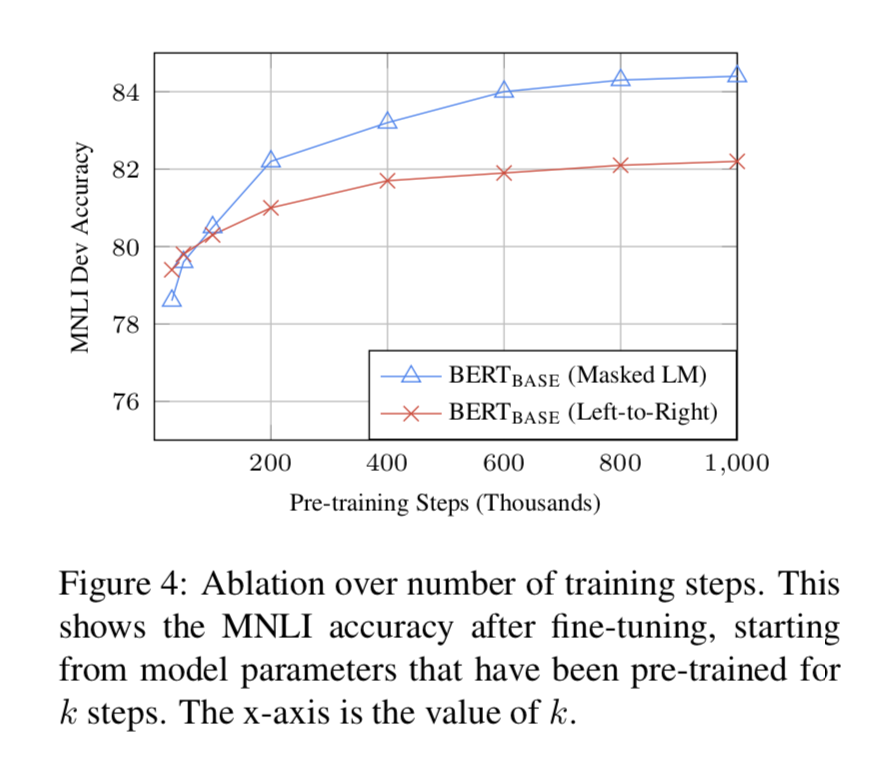 84
82
80
78
76
MNLI Dev Accuracy
BERTBASE (Masked LM)
BERTBASE (Left-to-Right)
200 400 600 800 1,000
Pre-training Steps (Thousands)
Figure 4: Ablation over number of training steps. This
shows the MNLI accuracy after fine-tuning, starting
from model parameters that have been pre-trained for
k steps. The x-axis is the value of k.